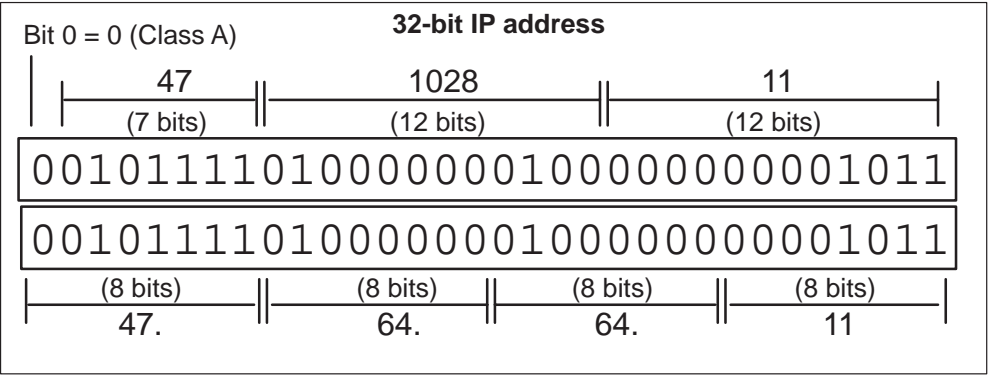 32-bit IP address
Bit 0 = 0 (Class A)
47 1028 11
(7 bits) (12 bits) (12 bits)
00101111010000000100000000001011
00101111010000000100000000001011
(8 bits) (8 bits) (8 bits) (8 bits)
47. 64. 64. 11